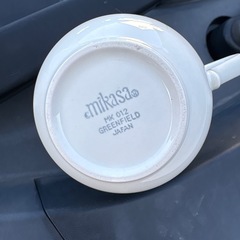 mikasa®
HK 012
GREENFIELD
JAPAN